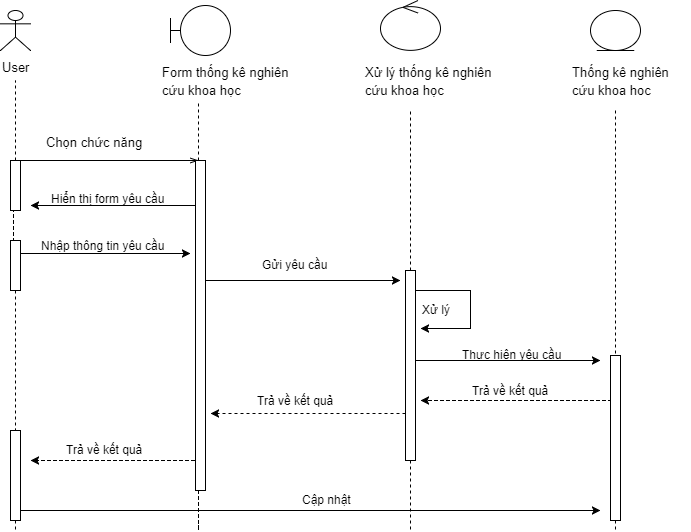 User
Form thống kê nghiên
cứu khoa học
Xử lý thống kê nghiên
cứu khoa học
Thống kê nghiên
cứu khoa học
Chọn chức năng
Hiển thi form yêu cầu
Nhập thông tin yêu cầu
Gửi yêu cầu
Xử lý
Thưc hiện yêu cầu
Trả về kết quả
Trả về kết quả
Trả về kết quả
Cập nhật